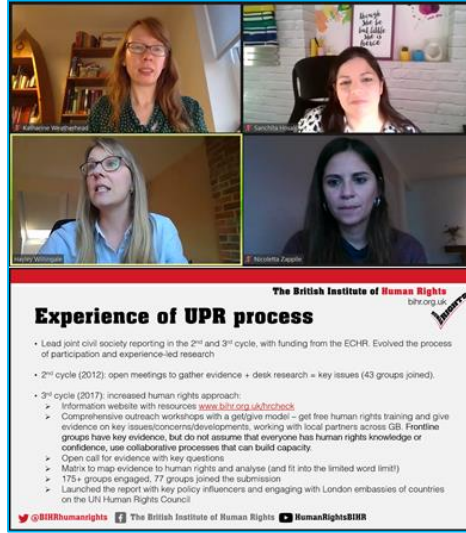 though
she
be
but little
she is
fierce
Katharine Weatherhead
Sanchita Hosali
Hayley Willingale
Nicoletta Zappile
The British Institute of Human Rights
bihr.org.uk
Experience of UPR process
• Lead joint civil society reporting in the 2nd and 3rd cycle, with funding from the ECHR. Evolved the process
of participation and experience-led research
• 2nd cycle (2012): open meetings to gather evidence + desk research = key issues (43 groups joined).
• 3rd cycle (2017): increased human rights approach:
➤ Information website with resources www.bihr.org.uk/hrcheck
➤ Comprehensive outreach workshops with a get/give model – get free human rights training and give
evidence on key issues/concerns/developments, working with local partners across GB. Frontline
groups have key evidence, but do not assume that everyone has human rights knowledge or
confidence, use collaborative processes that can build capacity.
➤ Open call for evidence with key questions
➤ Matrix to map evidence to human rights and analyse (and fit into the limited word limit!)
➤ 175+ groups engaged, 77 groups joined the submission
➤ Launched the report with key policy influencers and engaging with London embassies of countries
on the UN Human Rights Council
@BIHRhumanrights The British Institute of Human Rights HumanRightsBIHR